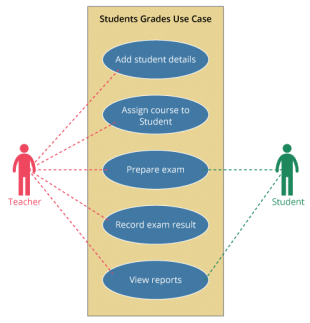 Students Grades Use Case
Add student details
Assign course to
Student
Prepare exam
Teacher
Student
Record exam result
View reports